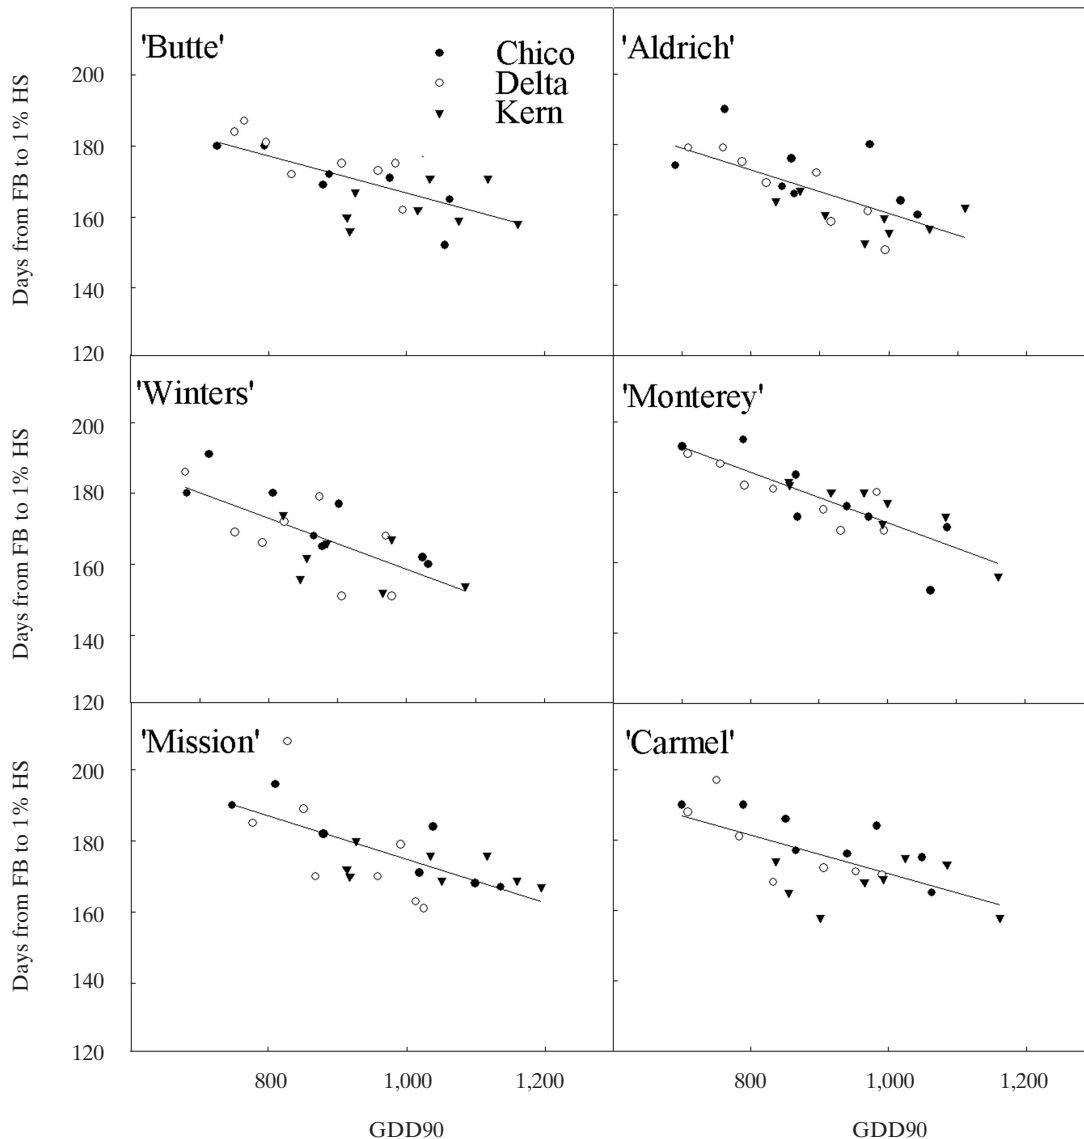 'Butte'
Chico
Delta
Kern
'Aldrich'
Days from FB to 1% HS
200
180
160
140
120
'Winters'
'Monterey'
Days from FB to 1% HS
200
180
160
140
120
'Mission'
'Carmel'
Days from FB to 1% HS
200
180
160
140
120
800
1,000
1,200
800
1,000
1,200
GDD90
GDD90